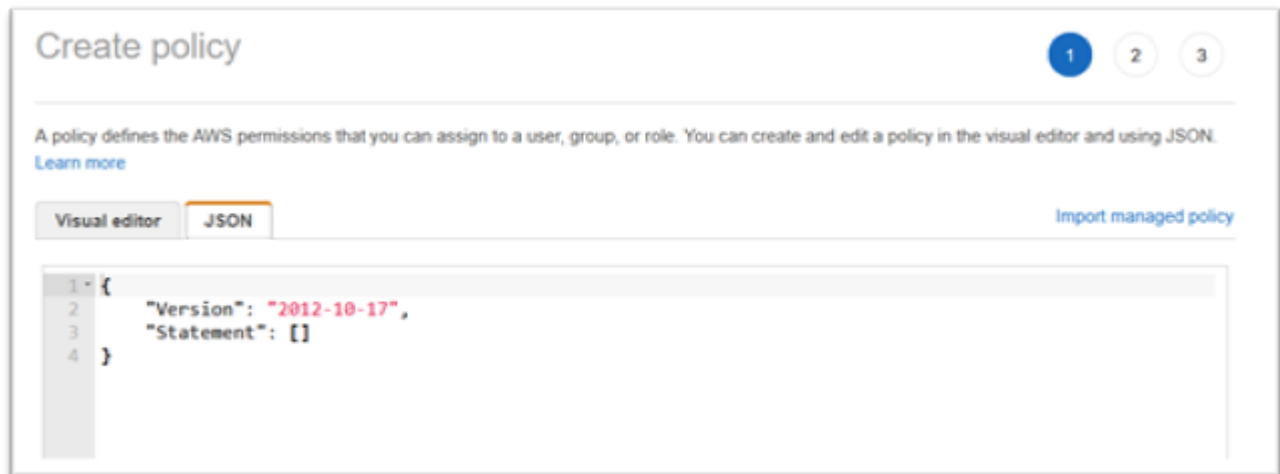 Create policy
1 2 3
A policy defines the AWS permissions that you can assign to a user, group, or role. You can create and edit a policy in the visual editor and using JSON.
Learn more
Visual editor JSON Import managed policy
1 {
2 "Version": "2012-10-17",
3 "Statement": []
4 }